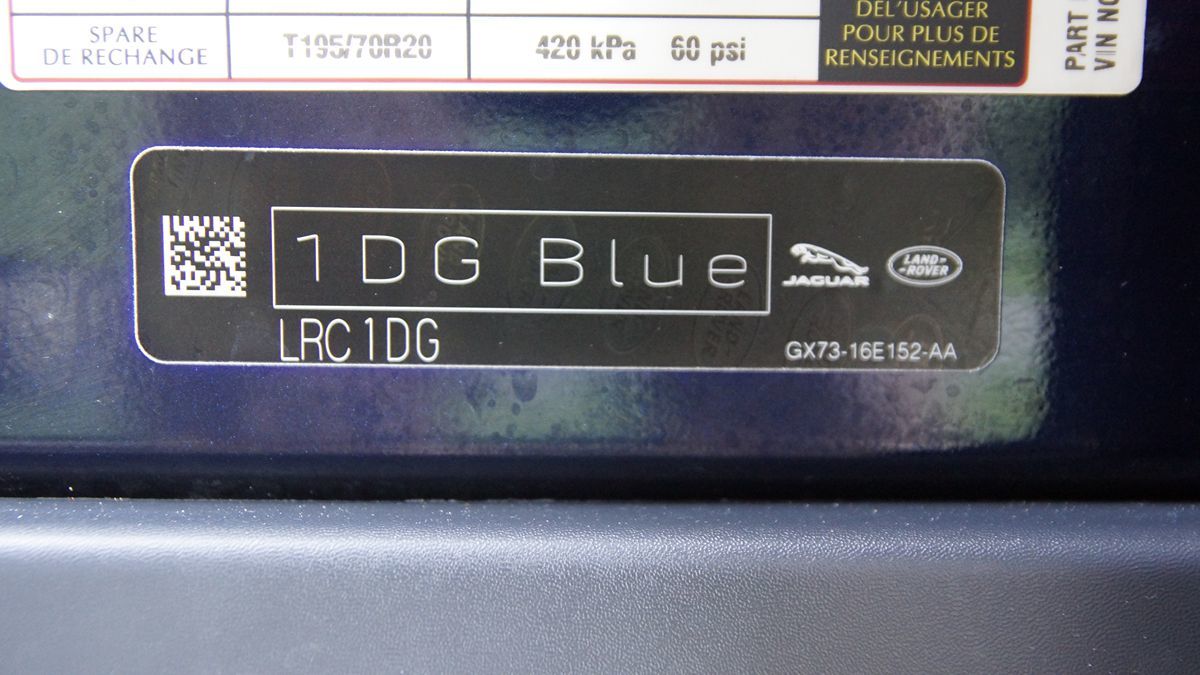 SPARE
DE RECHANGE
T195/70R20
420 kPa 60 psi
DEL'USAGER
POUR PLUS DE
RENSEIGNEMENTS
PART
VIN NO
1DG Blue
LRC1DG
JAGUAR
LAND-
-ROVER
GX73-16E152-AA